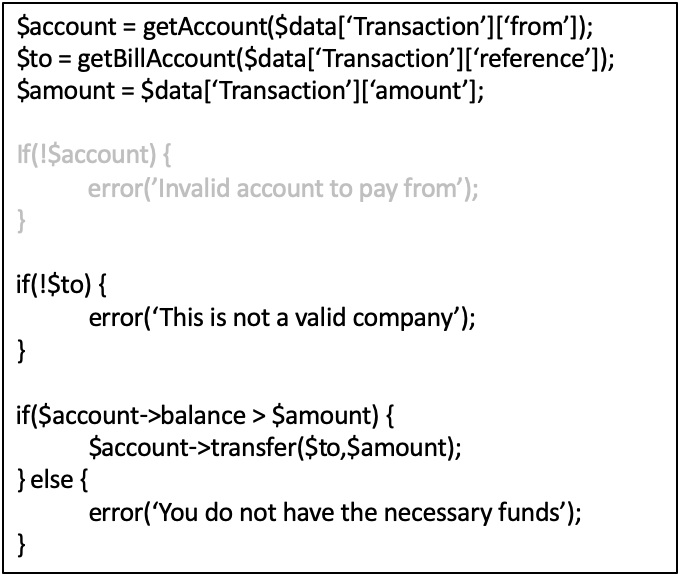 $account = getAccount($data[‘Transaction’][‘from’]);
$to = getBillAccount($data[‘Transaction’][‘reference’]);
$amount = $data[‘Transaction’][‘amount’];
If(!$account) {
error(’Invalid account to pay from’);
}
if(!$to) {
error(‘This is not a valid company’);
}
if($account->balance > $amount) {
$account->transfer($to,$amount);
} else {
error(‘You do not have the necessary funds’);
}